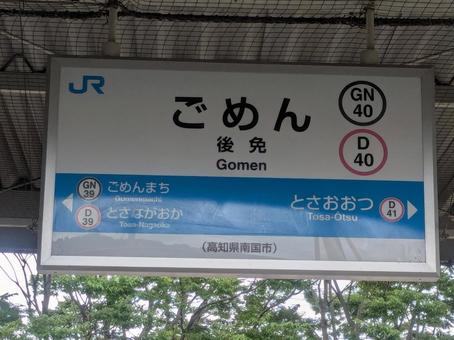 JR
ごめん
後免
Gomen
GN
40
D
40
GN
39
ごめんまち
Gomenmachi
D
39
とさながおか
Tosa-Nagaoka
とさおおつ
Tosa-Ōtsu
D
41
（高知県南国市）